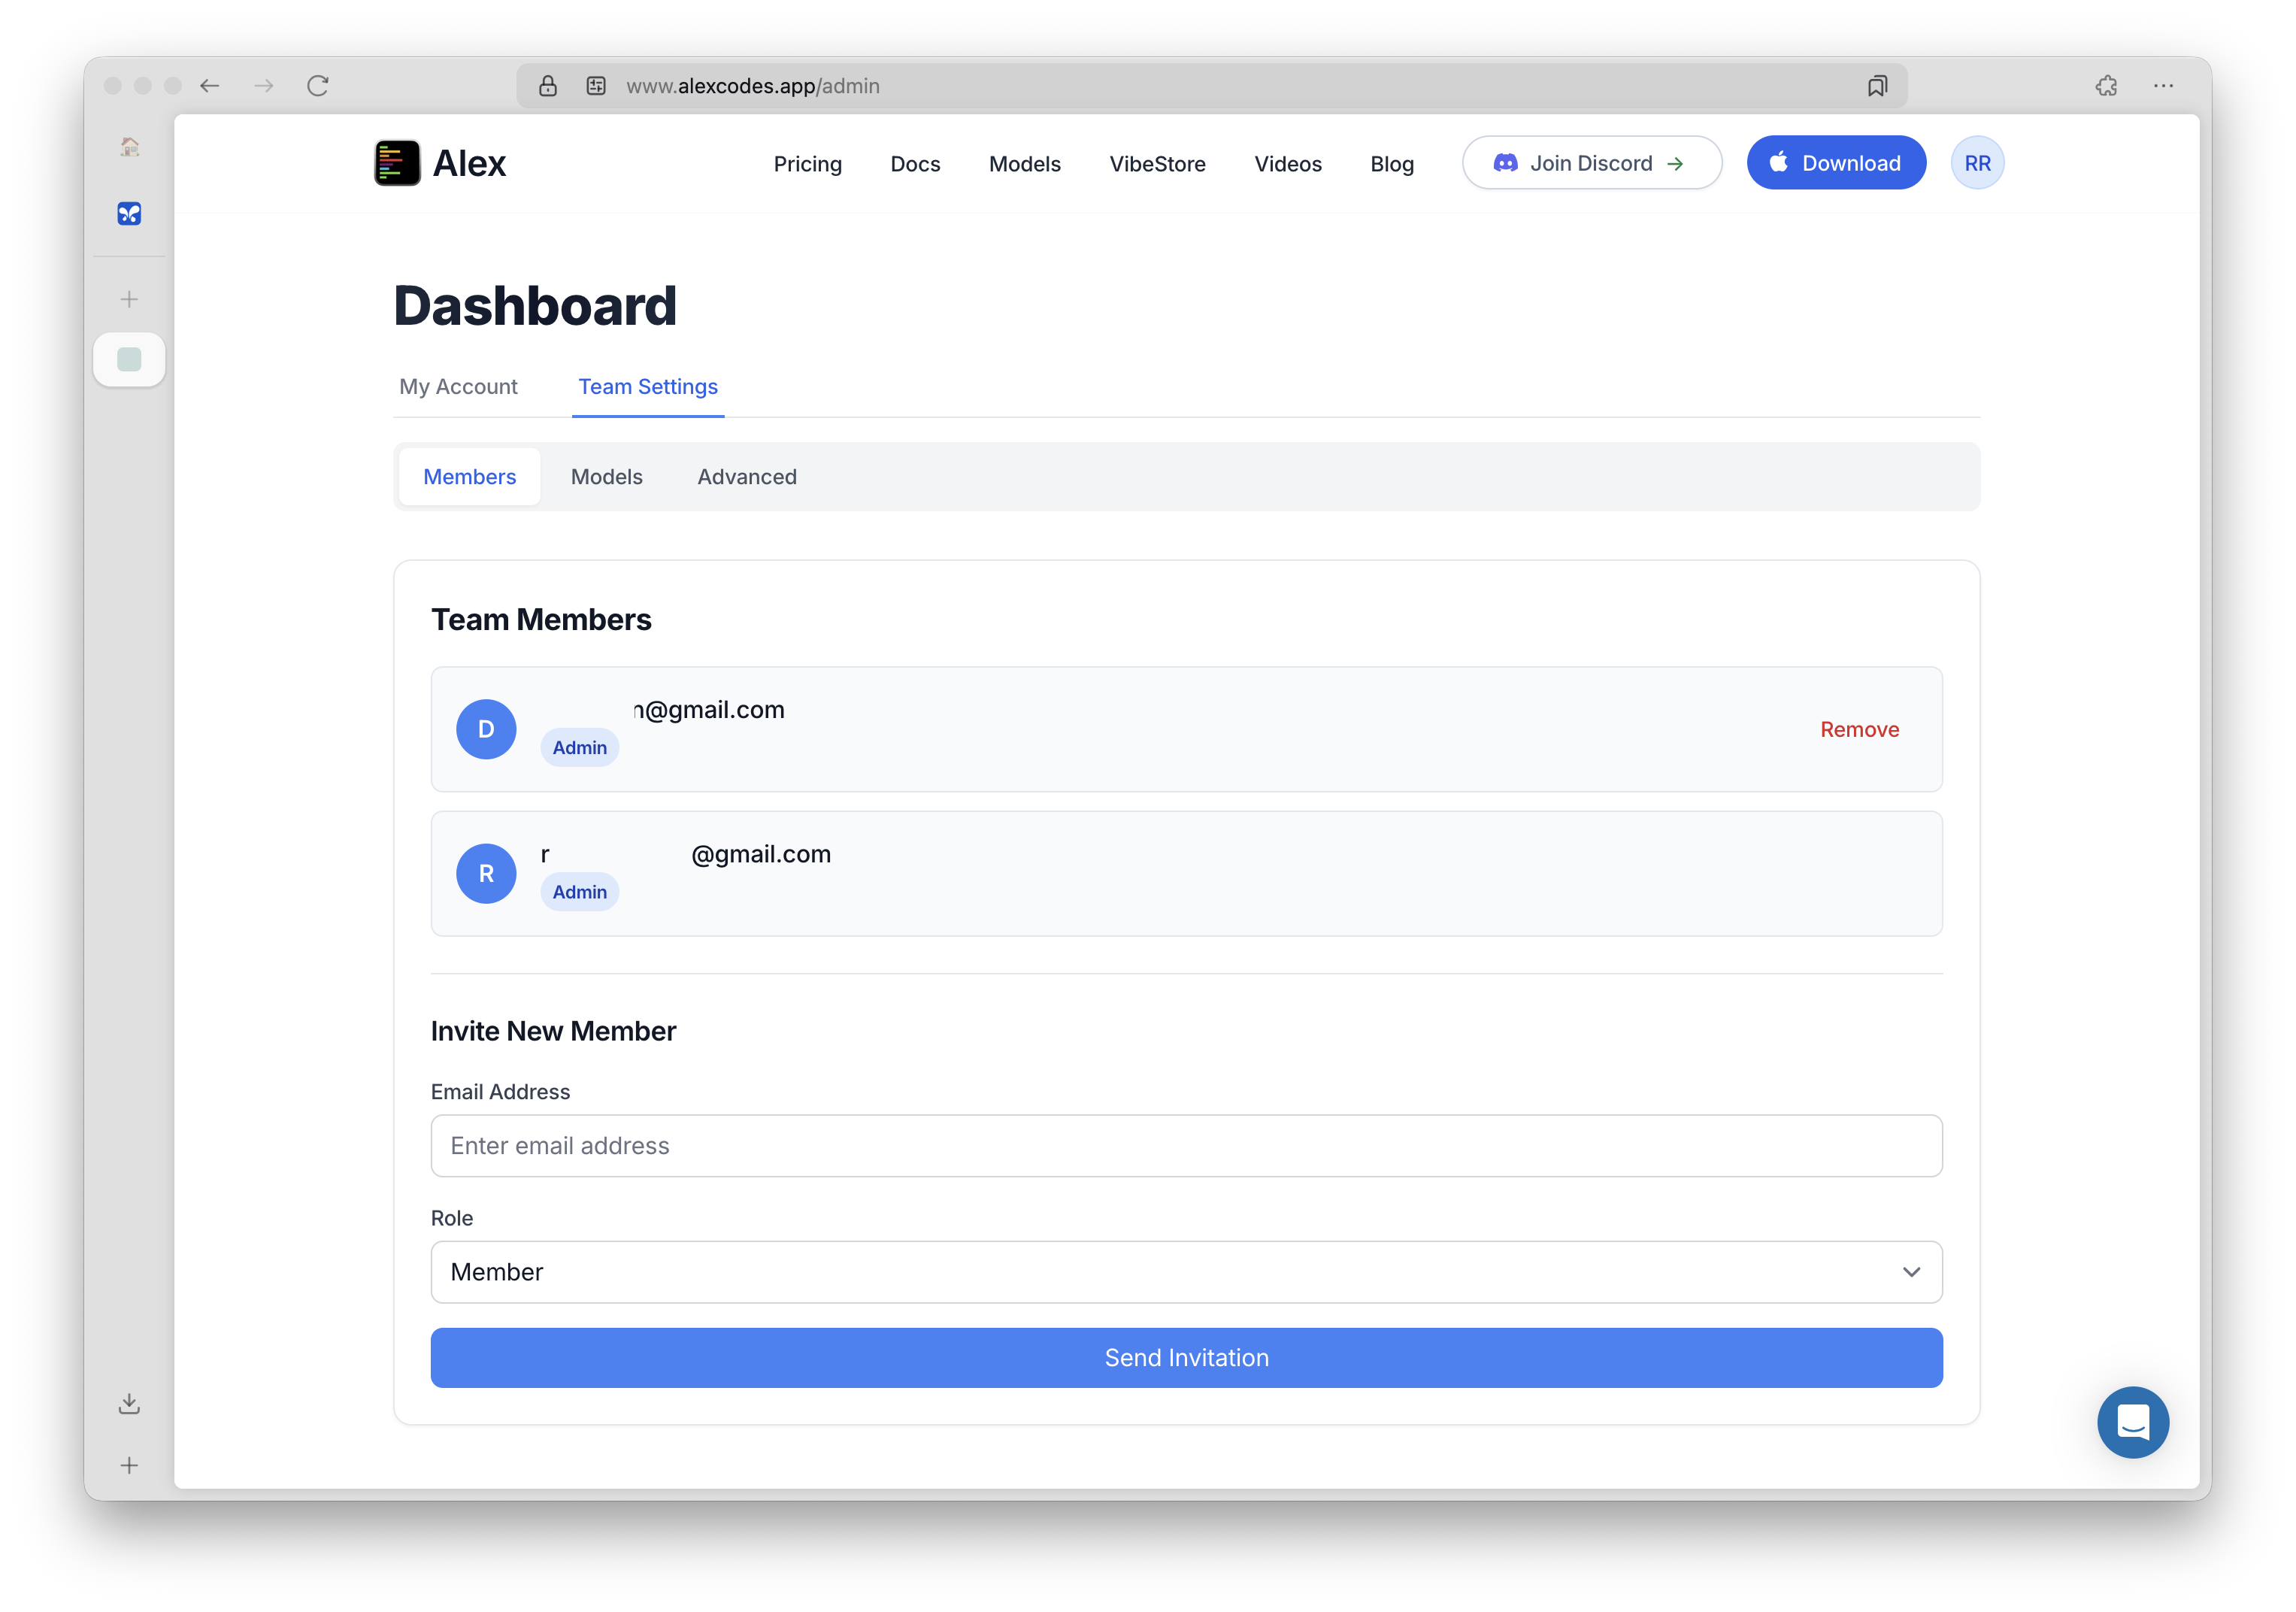 www.alexcodes.app/admin
Alex
Pricing
Docs
Models
VibeStore
Videos
Blog
Join Discord →
Download
RR
Dashboard
My Account
Team Settings
Members
Models
Advanced
Team Members
D
n@gmail.com
Admin
Remove
R
r @gmail.com
Admin
Invite New Member
Email Address
Enter email address
Role
Member
Send Invitation